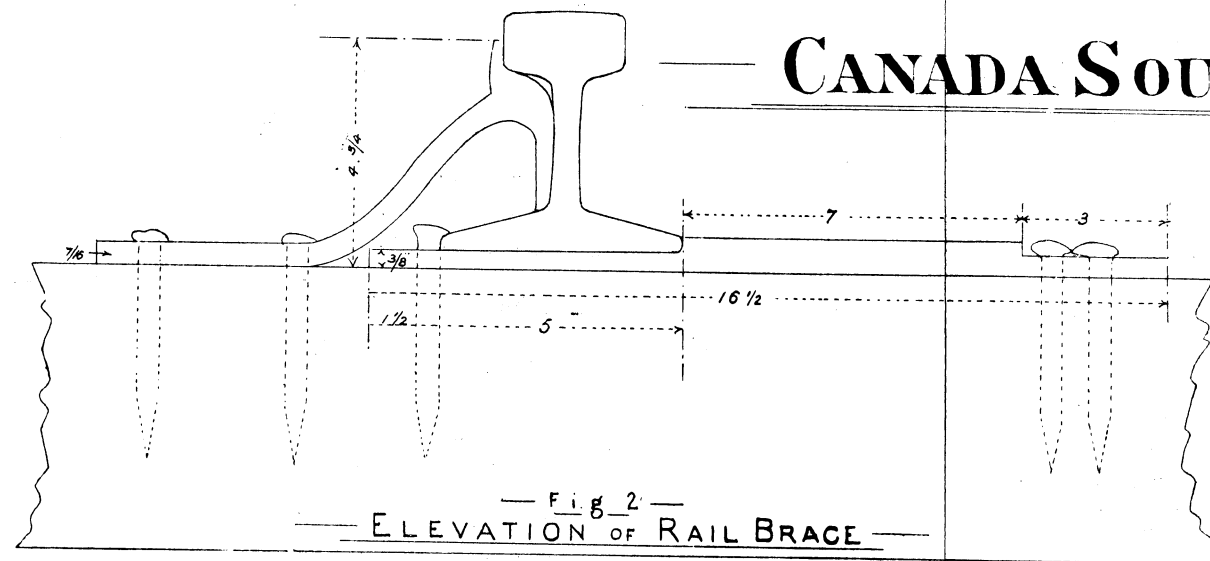 CANADA SOU
4 3/4
7/16
3/8
7
3
16 1/2
1 1/2
5
Fig 2
ELEVATION OF RAIL BRACE